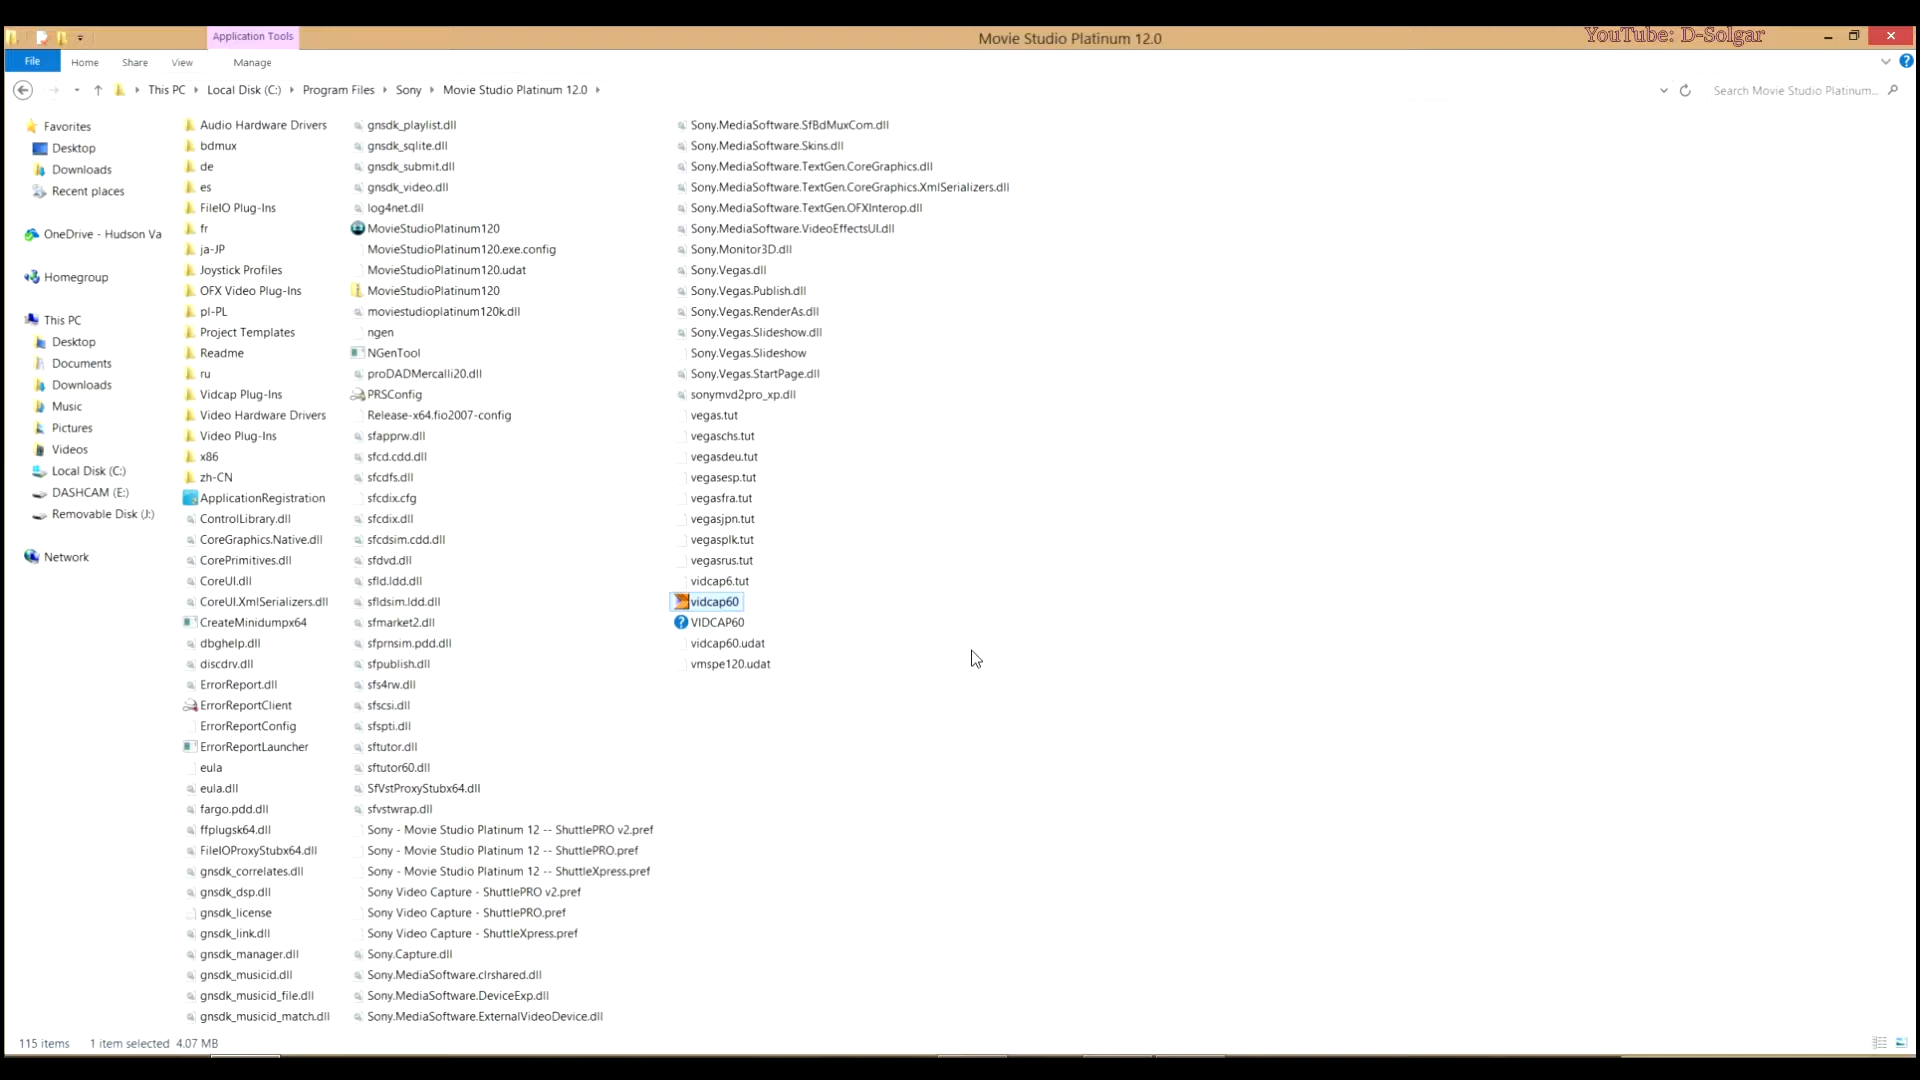 Application Tools
Movie Studio Platinum 12.0
YouTube: D-Solgar
File
Home
Share
View
Manage
This PC
Local Disk (C:)
Program Files
Sony
Movie Studio Platinum 12.0
Search Movie Studio Platinum...
Favorites
Desktop
Downloads
Recent places
OneDrive - Hudson Va
Homegroup
This PC
Desktop
Documents
Downloads
Music
Pictures
Videos
Local Disk (C:)
DASHCAM (E:)
Removable Disk (J:)
Network
Audio Hardware Drivers
bdmux
de
es
FileIO Plug-Ins
fr
ja-JP
Joystick Profiles
OFX Video Plug-Ins
pl-PL
Project Templates
Readme
ru
Vidcap Plug-Ins
Video Hardware Drivers
Video Plug-Ins
x86
zh-CN
ApplicationRegistration
ControlLibrary.dll
CoreGraphics.Native.dll
CorePrimitives.dll
CoreUI.dll
CoreUI.XmlSerializers.dll
CreateMinidumpx64
dbghelp.dll
discdrv.dll
ErrorReport.dll
ErrorReportClient
ErrorReportConfig
ErrorReportLauncher
eula
eula.dll
fargo.pdd.dll
ffplugsk64.dll
FileIOProxyStubx64.dll
gnsdk_correlates.dll
gnsdk_dsp.dll
gnsdk_license
gnsdk_link.dll
gnsdk_manager.dll
gnsdk_musicid.dll
gnsdk_musicid_file.dll
gnsdk_musicid_match.dll
gnsdk_playlist.dll
gnsdk_sqlite.dll
gnsdk_submit.dll
gnsdk_video.dll
log4net.dll
MovieStudioPlatinum120
MovieStudioPlatinum120.exe.config
MovieStudioPlatinum120.udat
MovieStudioPlatinum120
moviestudioplatinum120k.dll
ngen
NGenTool
proDADMercalli20.dll
PRSConfig
Release-x64.fio2007-config
sfapprw.dll
sfcd.cdd.dll
sfcdfs.dll
sfcdix.cfg
sfcdix.dll
sfcdsim.cdd.dll
sfdvd.dll
sfld.ldd.dll
sfldsim.ldd.dll
sfmarket2.dll
sfprnsim.pdd.dll
sfpublish.dll
sfs4rw.dll
sfscsi.dll
sfspti.dll
sftutor.dll
sftutor60.dll
SfVstProxyStubx64.dll
sfvstwrap.dll
Sony - Movie Studio Platinum 12 -- ShuttlePRO v2.pref
Sony - Movie Studio Platinum 12 -- ShuttlePRO.pref
Sony - Movie Studio Platinum 12 -- ShuttleXpress.pref
Sony Video Capture - ShuttlePRO v2.pref
Sony Video Capture - ShuttlePRO.pref
Sony Video Capture - ShuttleXpress.pref
Sony.Capture.dll
Sony.MediaSoftware.clrshared.dll
Sony.MediaSoftware.DeviceExp.dll
Sony.MediaSoftware.ExternalVideoDevice.dll
Sony.MediaSoftware.SfBdMuxCom.dll
Sony.MediaSoftware.Skins.dll
Sony.MediaSoftware.TextGen.CoreGraphics.dll
Sony.MediaSoftware.TextGen.CoreGraphics.XmlSerializers.dll
Sony.MediaSoftware.TextGen.OFXInterop.dll
Sony.MediaSoftware.VideoEffectsUI.dll
Sony.Monitor3D.dll
Sony.Vegas.dll
Sony.Vegas.Publish.dll
Sony.Vegas.RenderAs.dll
Sony.Vegas.Slideshow.dll
Sony.Vegas.Slideshow
Sony.Vegas.StartPage.dll
sonymvd2pro_xp.dll
vegas.tut
vegaschs.tut
vegasdeu.tut
vegasesp.tut
vegasfra.tut
vegasjpn.tut
vegasplk.tut
vegasrus.tut
vidcap6.tut
vidcap60
VIDCAP60
vidcap60.udat
vmspe120.udat
115 items
1 item selected 4.07 MB